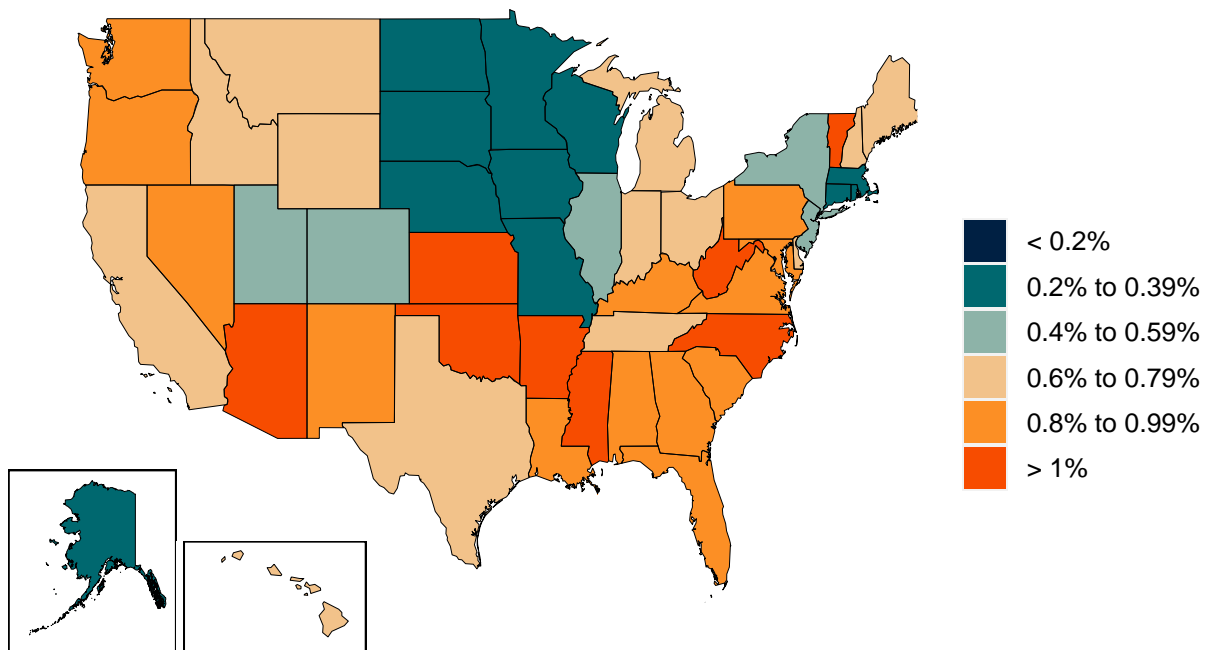 < 0.2%
0.2% to 0.39%
0.4% to 0.59%
0.6% to 0.79%
0.8% to 0.99%
> 1%